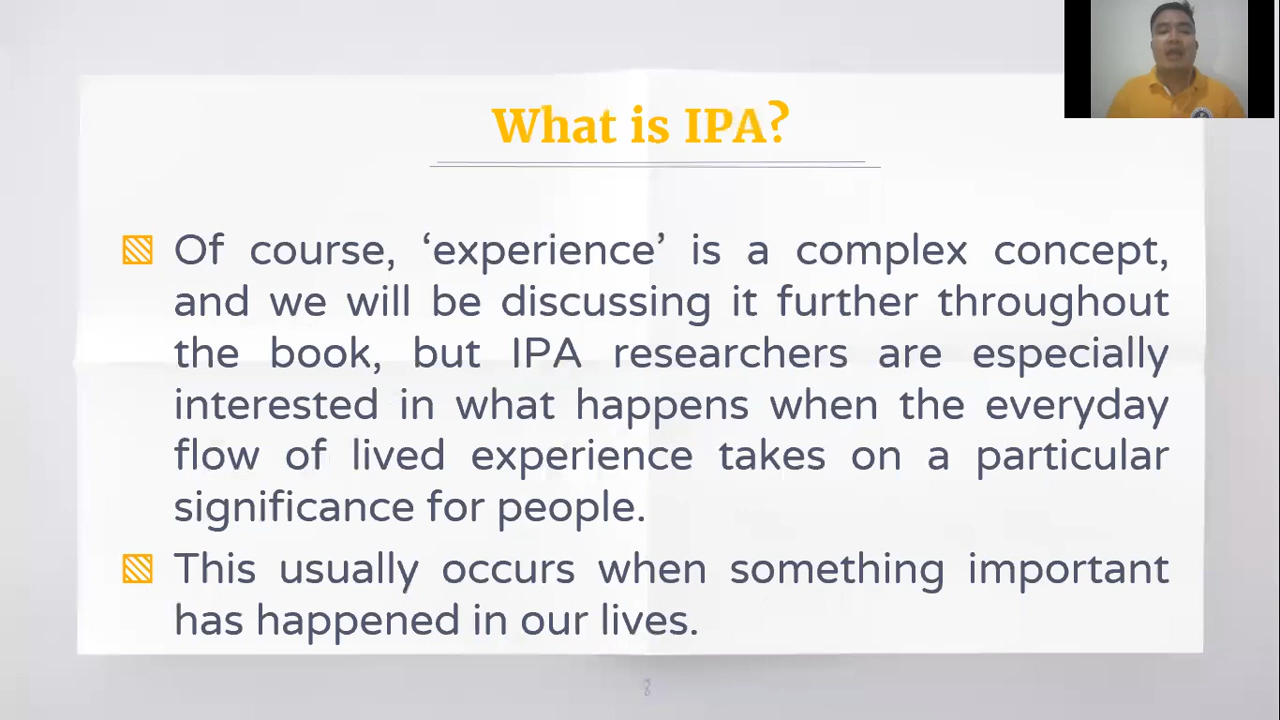 What is IPA?
Of course, ‘experience’ is a complex concept,
and we will be discussing it further throughout
the book, but IPA researchers are especially
interested in what happens when the everyday
flow of lived experience takes on a particular
significance for people.
This usually occurs when something important
has happened in our lives.